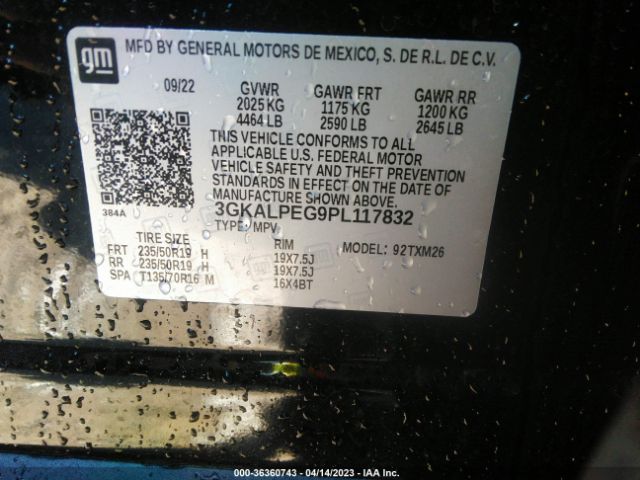 gm
MFD BY GENERAL MOTORS DE MEXICO, S. DE R.L. DE C.V.
09/22 GVWR GAWR FRT GAWR RR
2025 KG 1175 KG 1200 KG
4464 LB 2590 LB 2645 LB
THIS VEHICLE CONFORMS TO ALL
APPLICABLE U.S. FEDERAL MOTOR
VEHICLE SAFETY AND THEFT PREVENTION
STANDARDS IN EFFECT ON THE DATE OF
MANUFACTURE SHOWN ABOVE.
384A
3GKALPEG9PL117832
TYPE: MPV
TIRE SIZE RIM MODEL: 92TXM26
FRT 235/50R19 H 19X7.5J
RR 235/50R19 H 19X7.5J
SPA T135/70R16 M 16X4BT
000-36360743 / 04/14/2023 - IAA Inc.